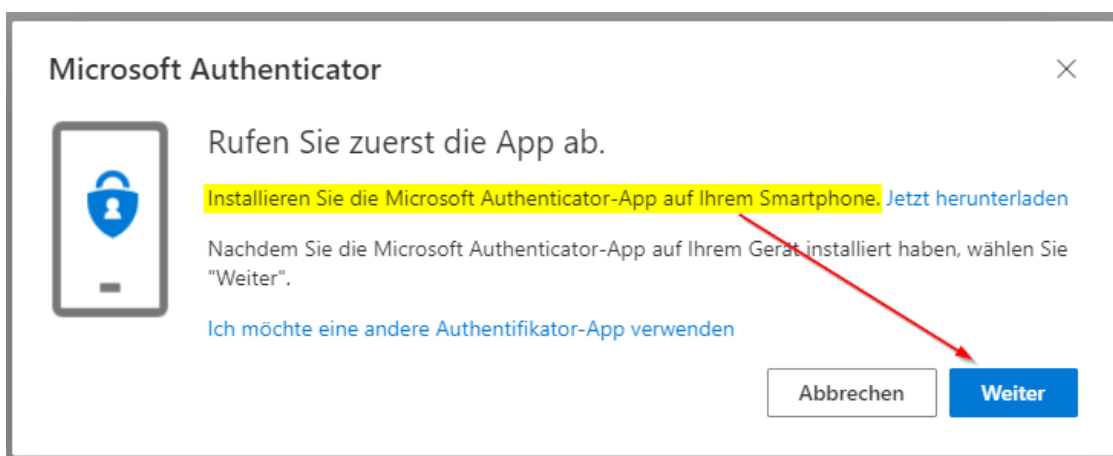 Microsoft Authenticator
Rufen Sie zuerst die App ab.
Installieren Sie die Microsoft Authenticator-App auf Ihrem Smartphone. Jetzt herunterladen
Nachdem Sie die Microsoft Authenticator-App auf Ihrem Gerät installiert haben, wählen Sie
"Weiter".
Ich möchte eine andere Authentifikator-App verwenden
Abbrechen Weiter